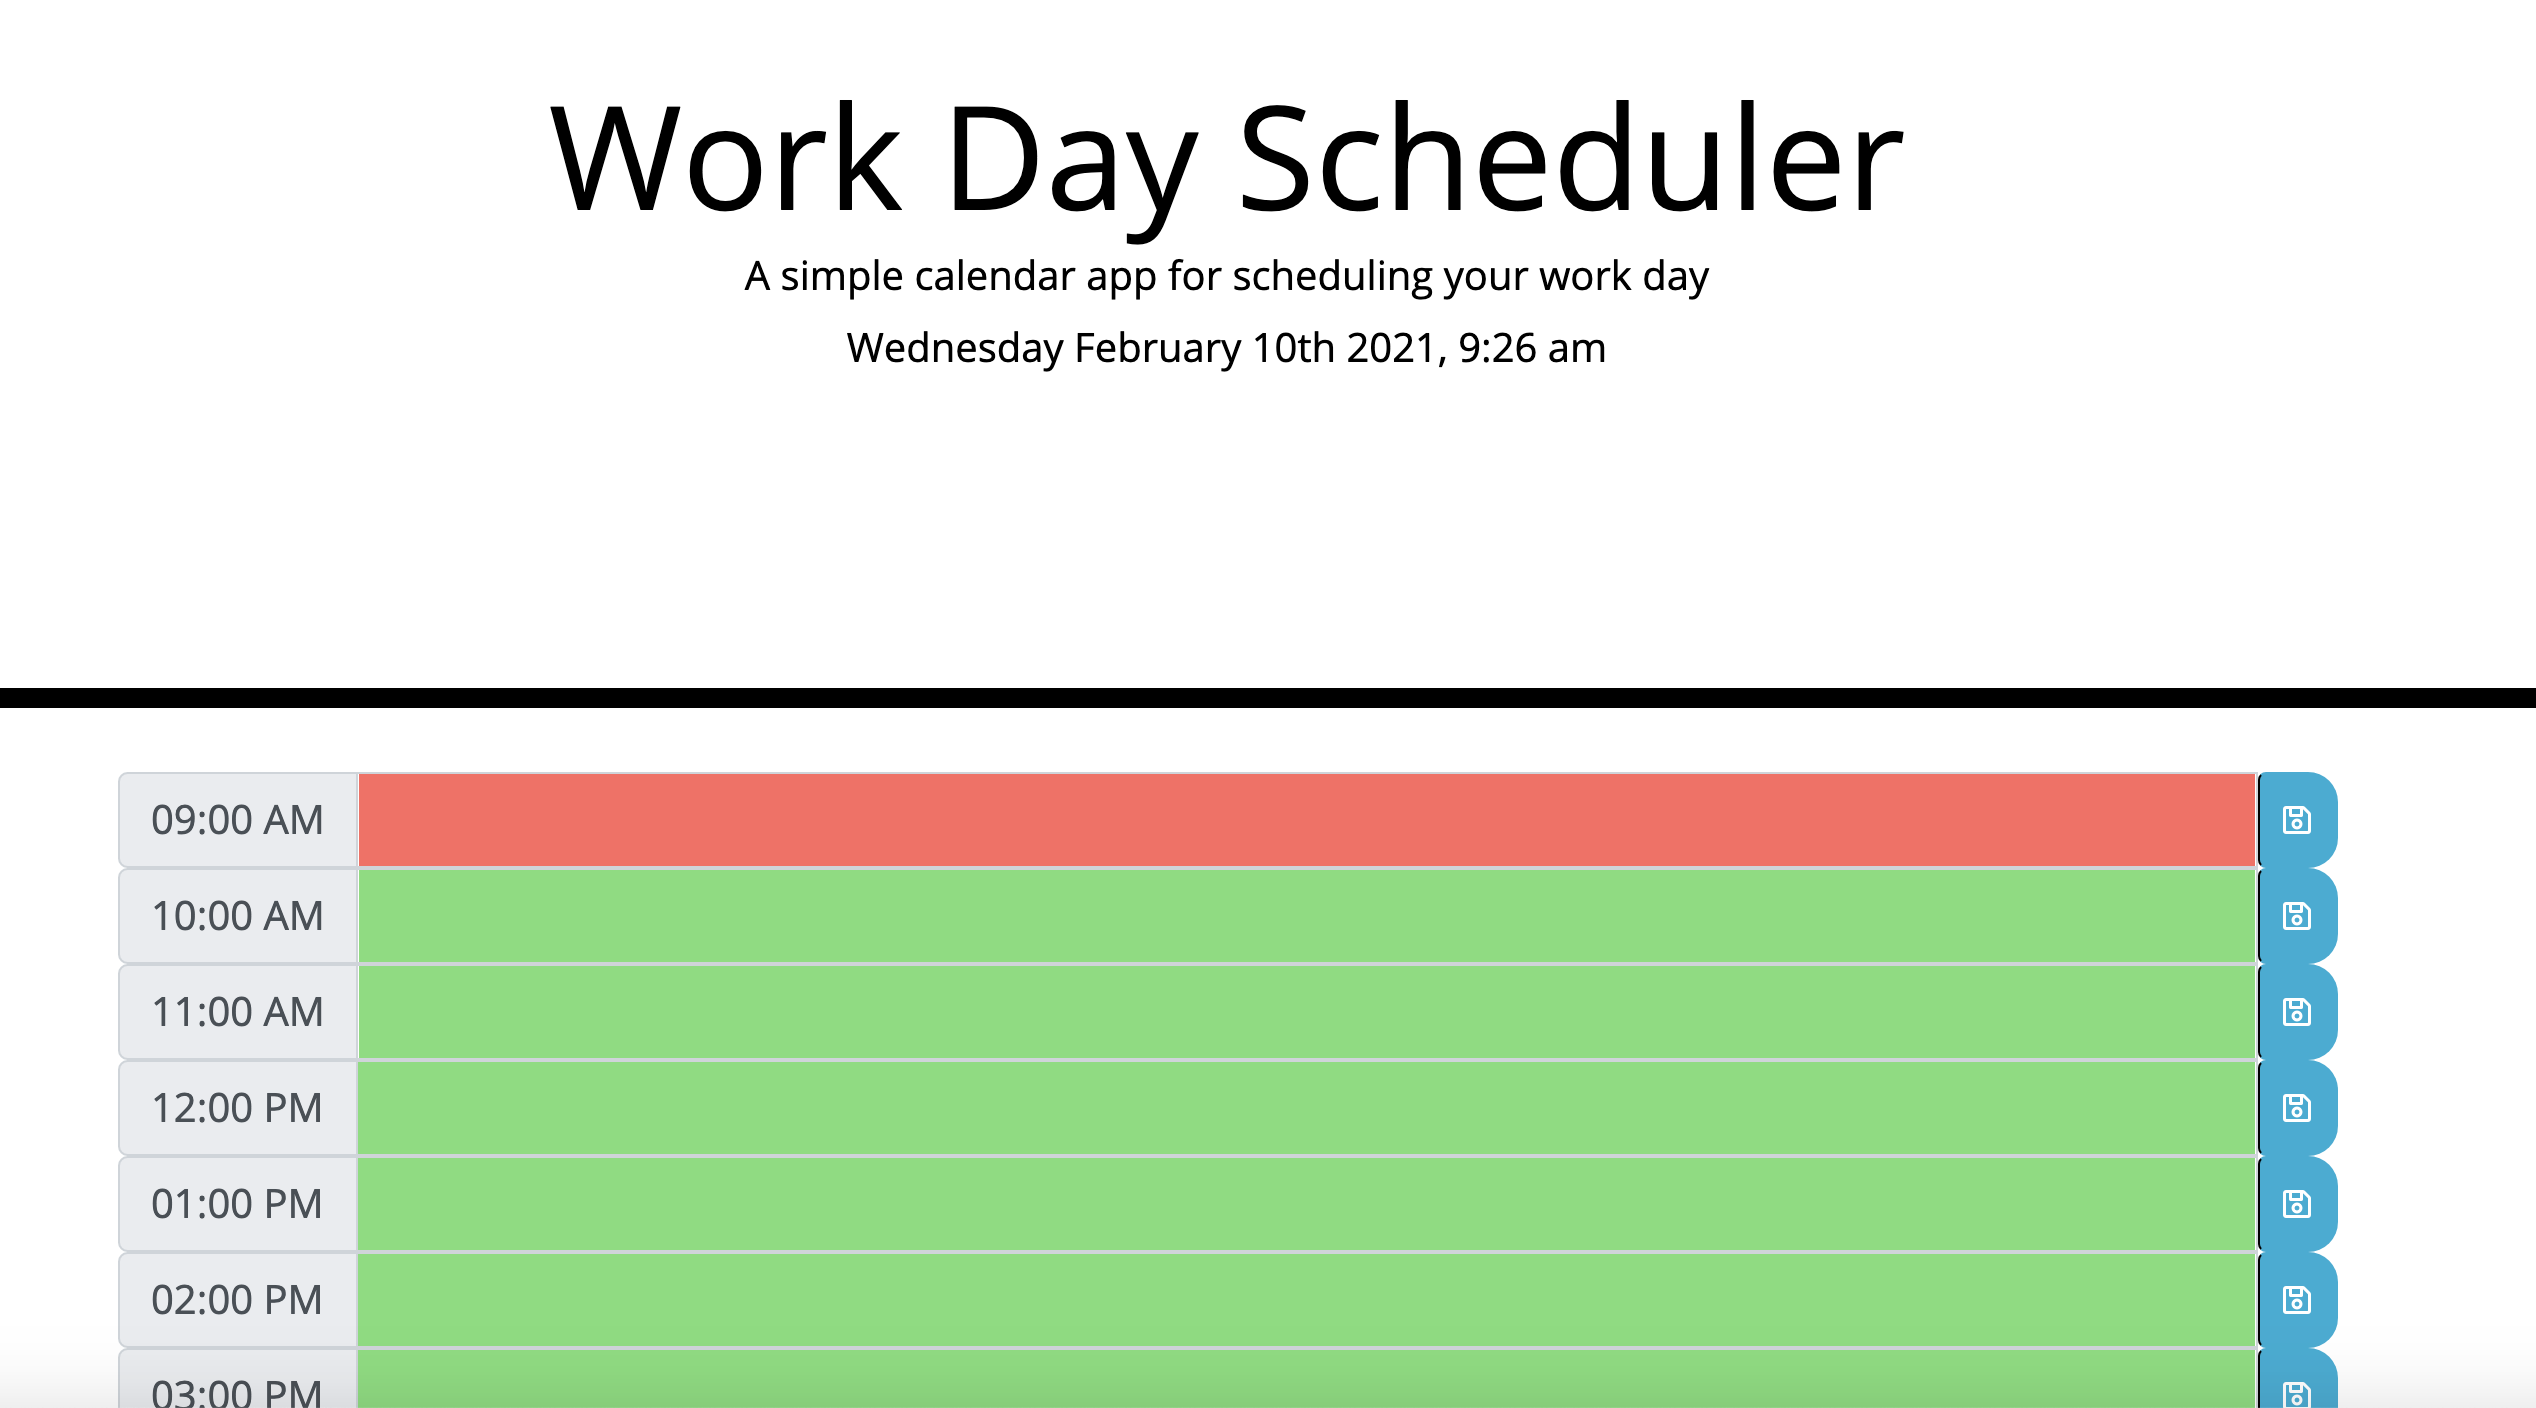 Work Day Scheduler
A simple calendar app for scheduling your work day
Wednesday February 10th 2021, 9:26 am
09:00 AM
10:00 AM
11:00 AM
12:00 PM
01:00 PM
02:00 PM
03:00 PM